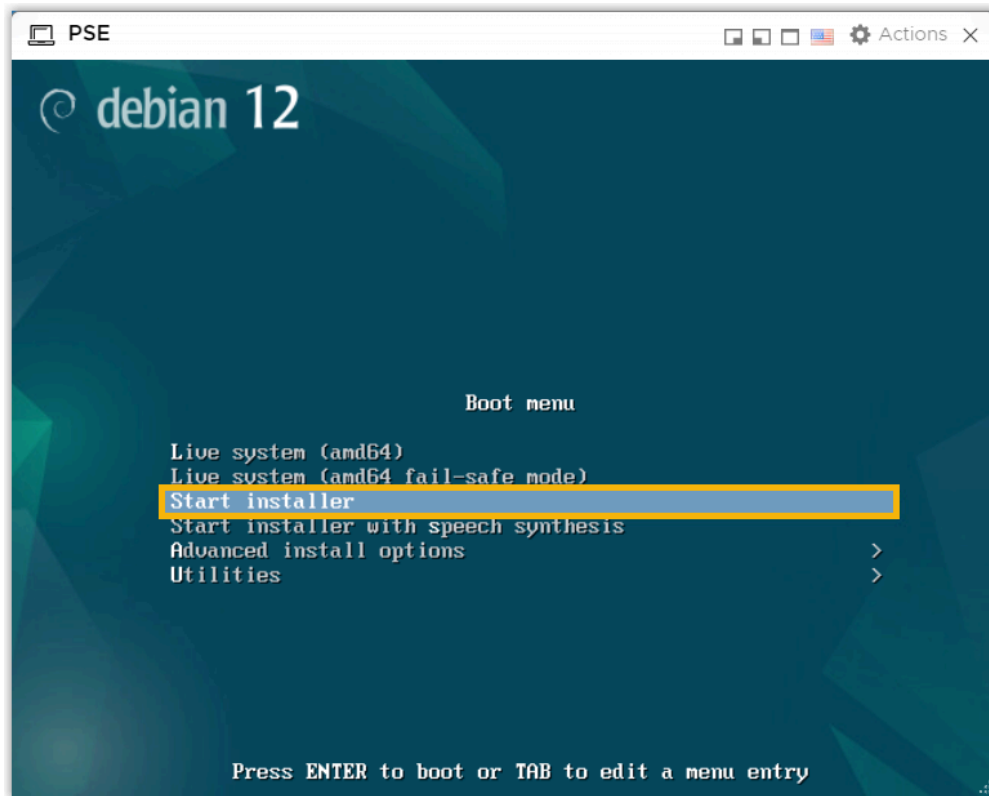 PSE
Actions
debian 12
Boot menu
Live system (amd64)
Live system (amd64 fail-safe mode)
Start installer
Start installer with speech synthesis
Advanced install options >
Utilities >
Press ENTER to boot or TAB to edit a menu entry